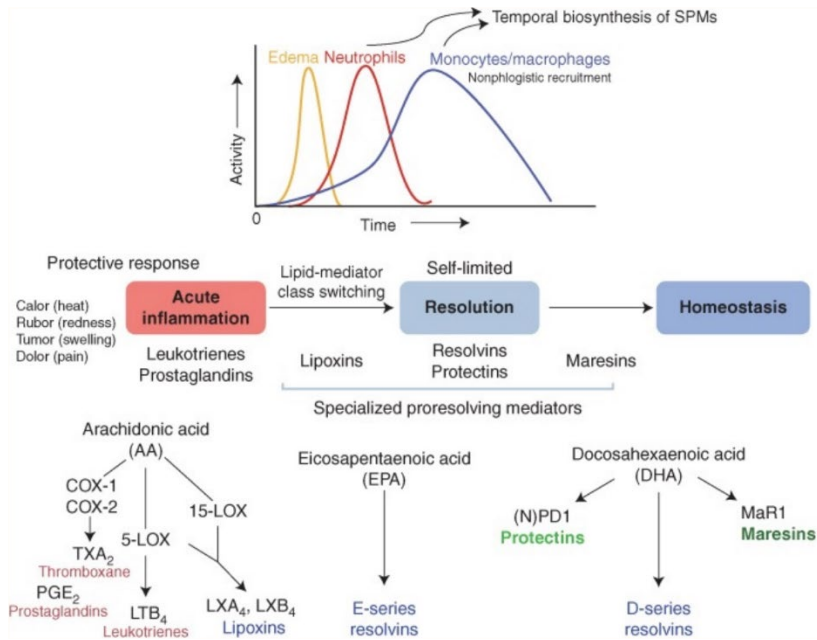 Temporal biosynthesis of SPMs
Edema Neutrophils Monocytes/macrophages
Nonphlogistic recruitment
Activity
0
Time
Protective response
Calor (heat)
Rubor (redness)
Tumor (swelling)
Dolor (pain)
Acute
inflammation
Leukotrienes
Prostaglandins
Lipid-mediator
class switching
Lipoxins
Self-limited
Resolution
Resolvins
Protectins
Homeostasis
Maresins
Specialized proresolving mediators
Arachidonic acid
(AA)
COX-1
COX-2
TXA2
Thromboxane
PGE2
Prostaglandins
5-LOX
LTB4
Leukotrienes
15-LOX
LXA4, LXB4
Lipoxins
Eicosapentaenoic acid
(EPA)
E-series
resolvins
Docosahexaenoic acid
(DHA)
(N)PD1
Protectins
D-series
resolvins
MaR1
Maresins